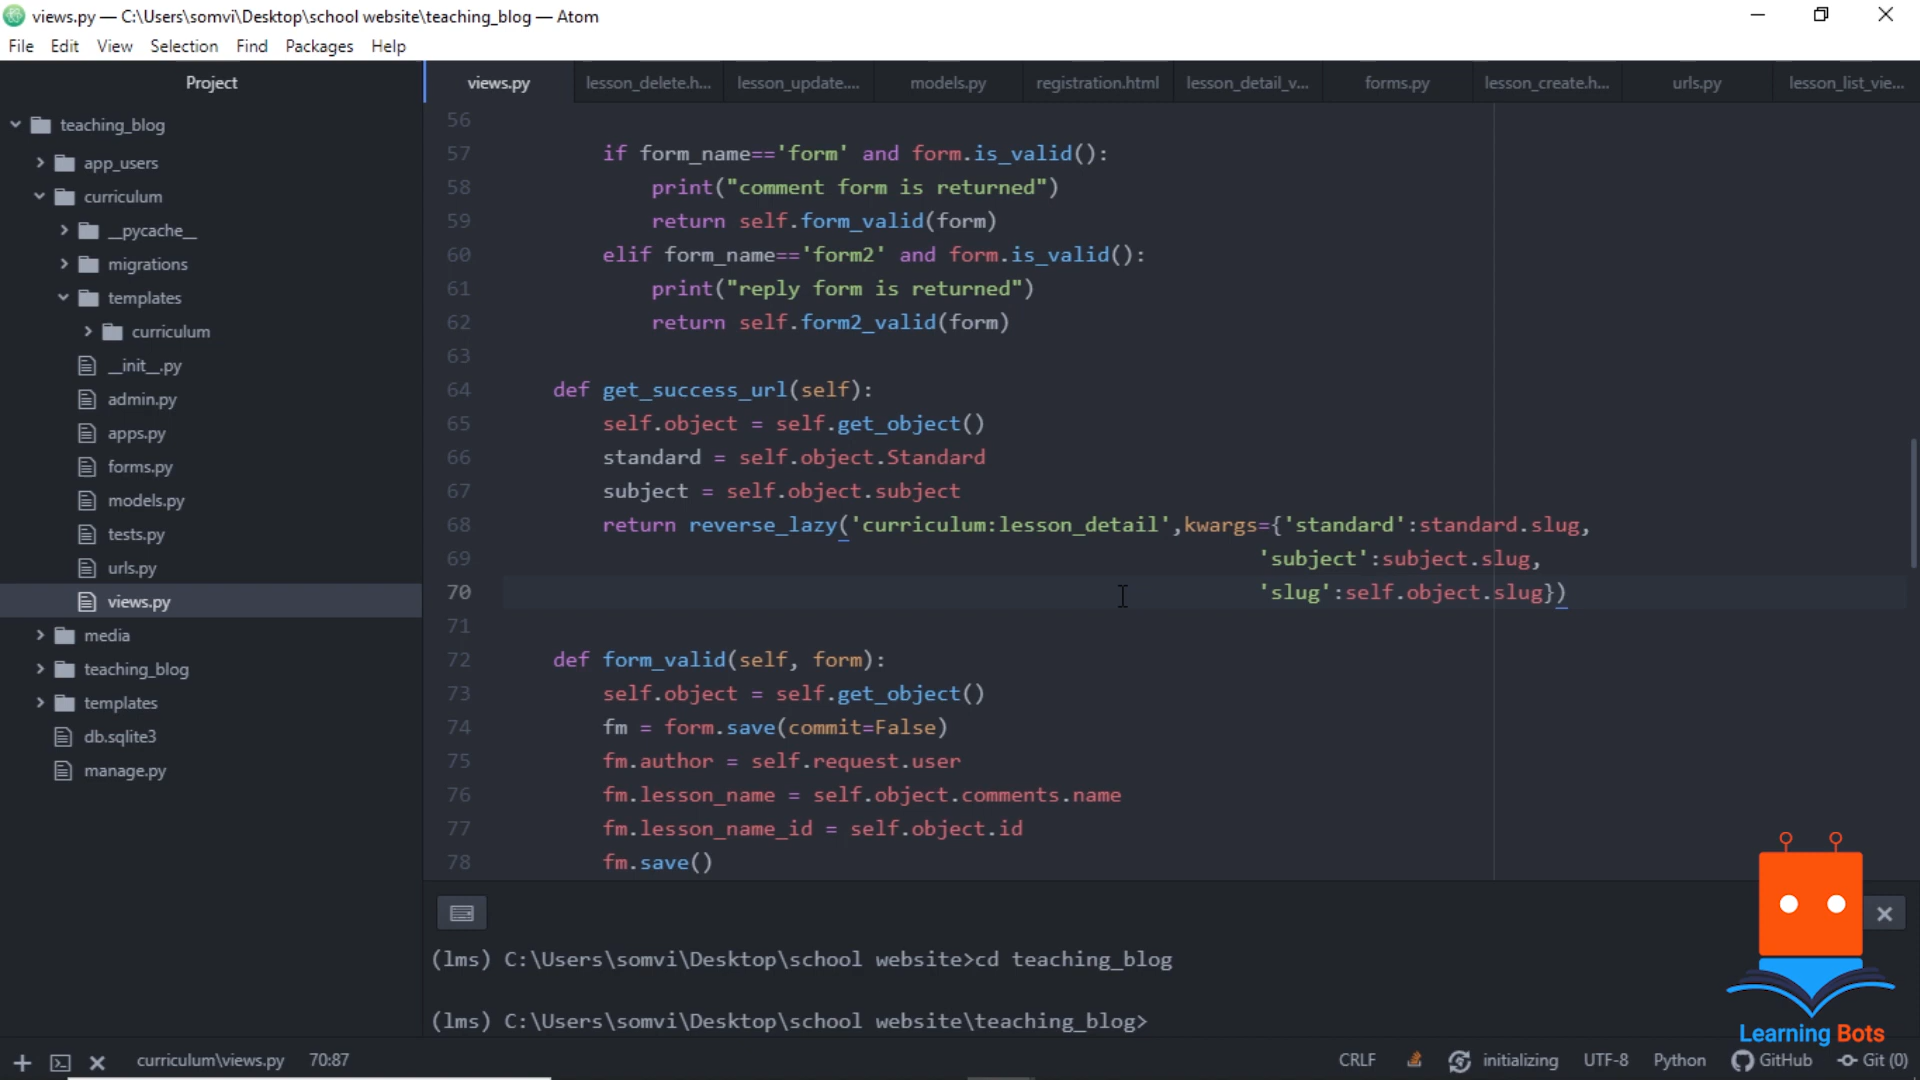 views.py — C:\Users\somvi\Desktop\school website\teaching_blog — Atom
File Edit View Selection Find Packages Help
Project
views.py lesson_delete.h... lesson_update.... models.py registration.html lesson_detail_v... forms.py lesson_create.h... urls.py lesson_list_vie...
teaching_blog
app_users
curriculum
__pycache__
migrations
templates
curriculum
__init__.py
admin.py
apps.py
forms.py
models.py
tests.py
urls.py
views.py
media
teaching_blog
templates
db.sqlite3
manage.py
56
57 if form_name=='form' and form.is_valid():
58 print("comment form is returned")
59 return self.form_valid(form)
60 elif form_name=='form2' and form.is_valid():
61 print("reply form is returned")
62 return self.form2_valid(form)
63
64 def get_success_url(self):
65 self.object = self.get_object()
66 standard = self.object.Standard
67 subject = self.object.subject
68 return reverse_lazy('curriculum:lesson_detail',kwargs={'standard':standard.slug,
69 'subject':subject.slug,
70 'slug':self.object.slug})
71
72 def form_valid(self, form):
73 self.object = self.get_object()
74 fm = form.save(commit=False)
75 fm.author = self.request.user
76 fm.lesson_name = self.object.comments.name
77 fm.lesson_name_id = self.object.id
78 fm.save()
(lms) C:\Users\somvi\Desktop\school website>cd teaching_blog
(lms) C:\Users\somvi\Desktop\school website\teaching_blog>
Learning Bots
curriculum\views.py 70:87 CRLF initializing UTF-8 Python GitHub Git (0)